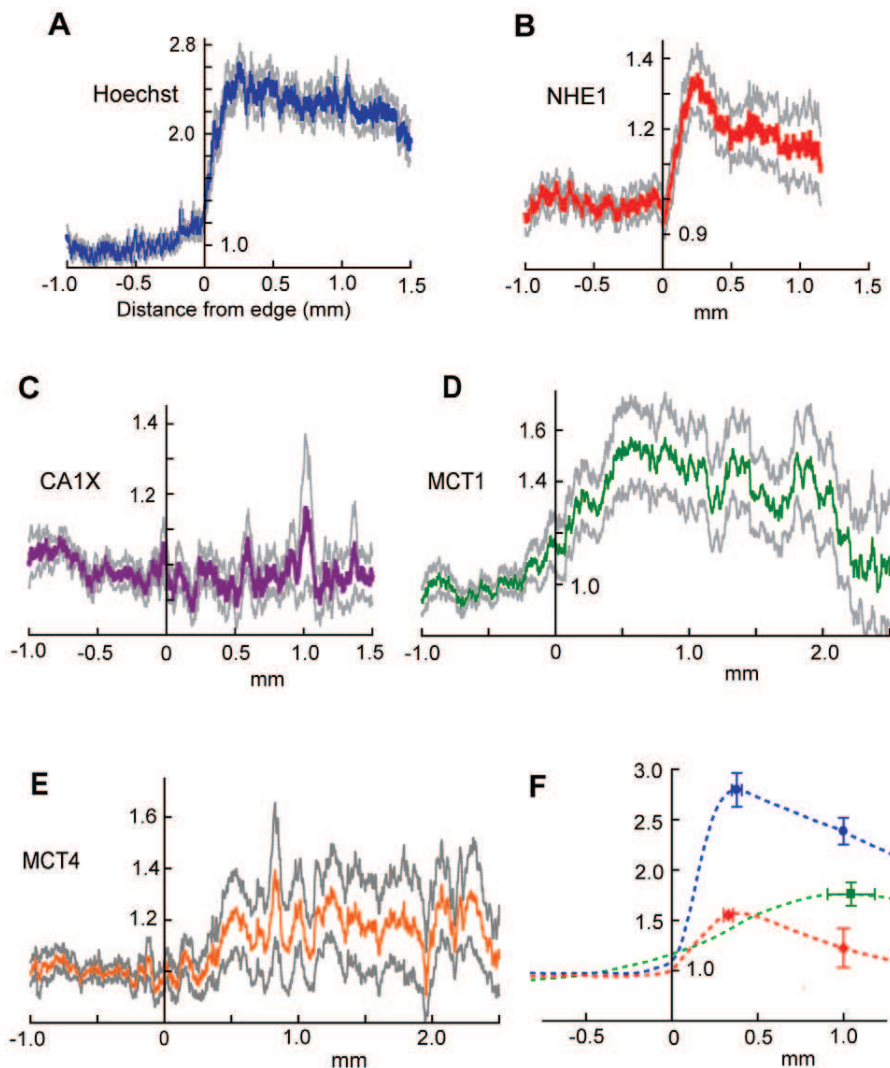 A
2.8
Hoechst
2.0
1.0
-1.0 -0.5 0 0.5 1.0 1.5
Distance from edge (mm)
B
1.4
NHE1
1.2
0.9
-1.0 -0.5 0 0.5 1.0 1.5
mm
C
1.4
CA1X
1.2
-1.0 -0.5 0 0.5 1.0 1.5
mm
D
1.6
MCT1
1.4
1.0
-1.0 0 1.0 2.0
mm
E
1.6
MCT4
1.4
1.2
-1.0 0 1.0 2.0
mm
F
3.0
2.5
2.0
1.5
1.0
-0.5 0 0.5 1.0
mm